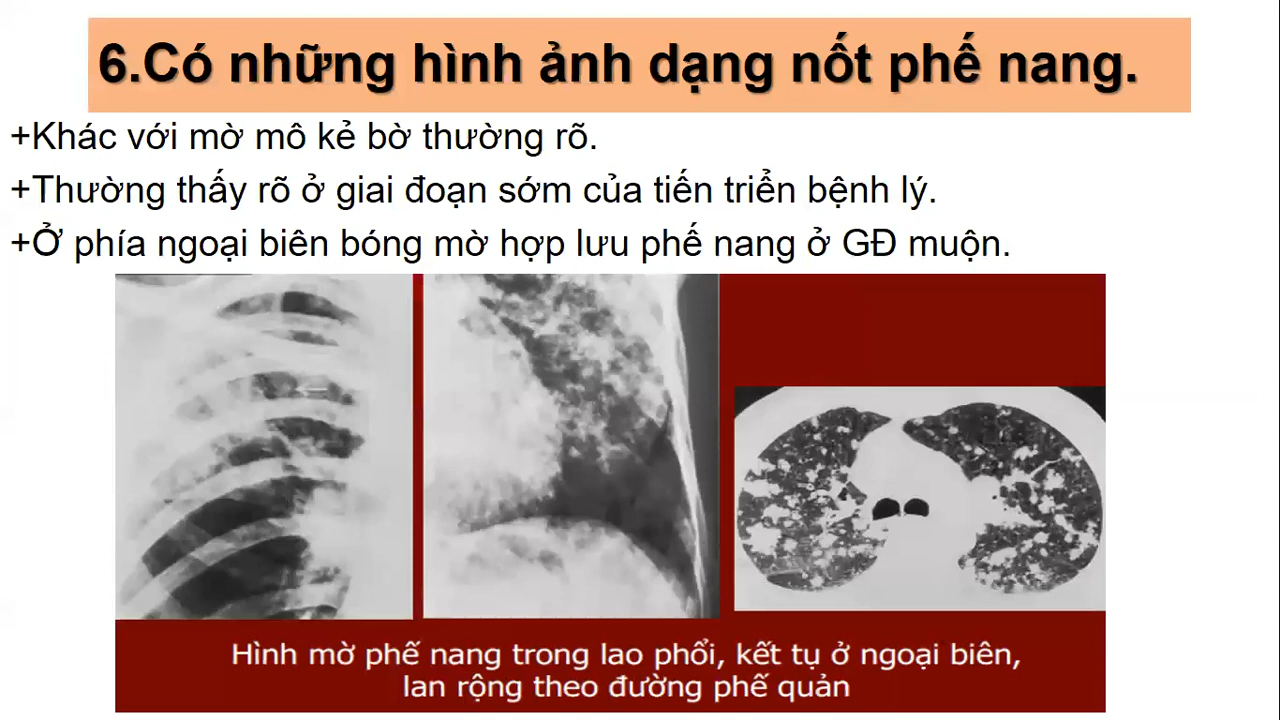 6.Có những hình ảnh dạng nốt phế nang.
+Khác với mờ mô kẻ bờ thường rõ.
+Thường thấy rõ ở giai đoạn sớm của tiến triển bệnh lý.
+Ở phía ngoại biên bóng mờ hợp lưu phế nang ở GĐ muộn.
Hình mờ phế nang trong lao phổi, kết tụ ở ngoại biên,
lan rộng theo đường phế quản